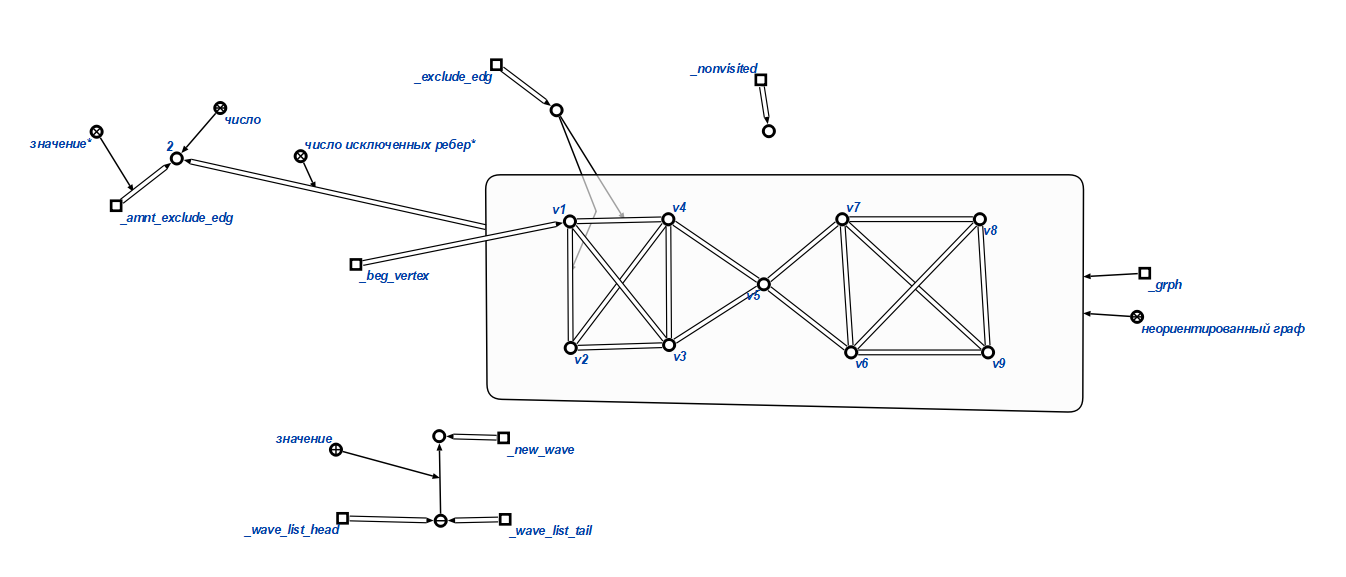 _exclude_edg
_nonvisited
число
значение*
2
число исключенных ребер*
_amnt_exclude_edg
v1
v4
v7
v8
_beg_vertex
v5
_grph
неориентированный граф
v2
v3
v6
v9
значение
_new_wave
_wave_list_head
_wave_list_tail